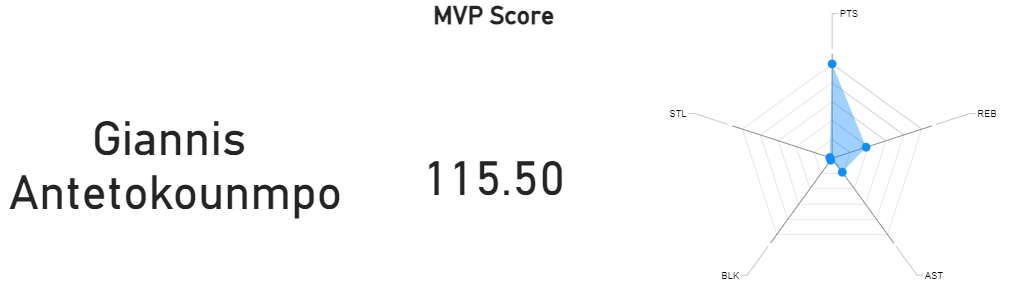 MVP Score
Giannis
Antetokounmpo
115.50
PTS
REB
AST
BLK
STL